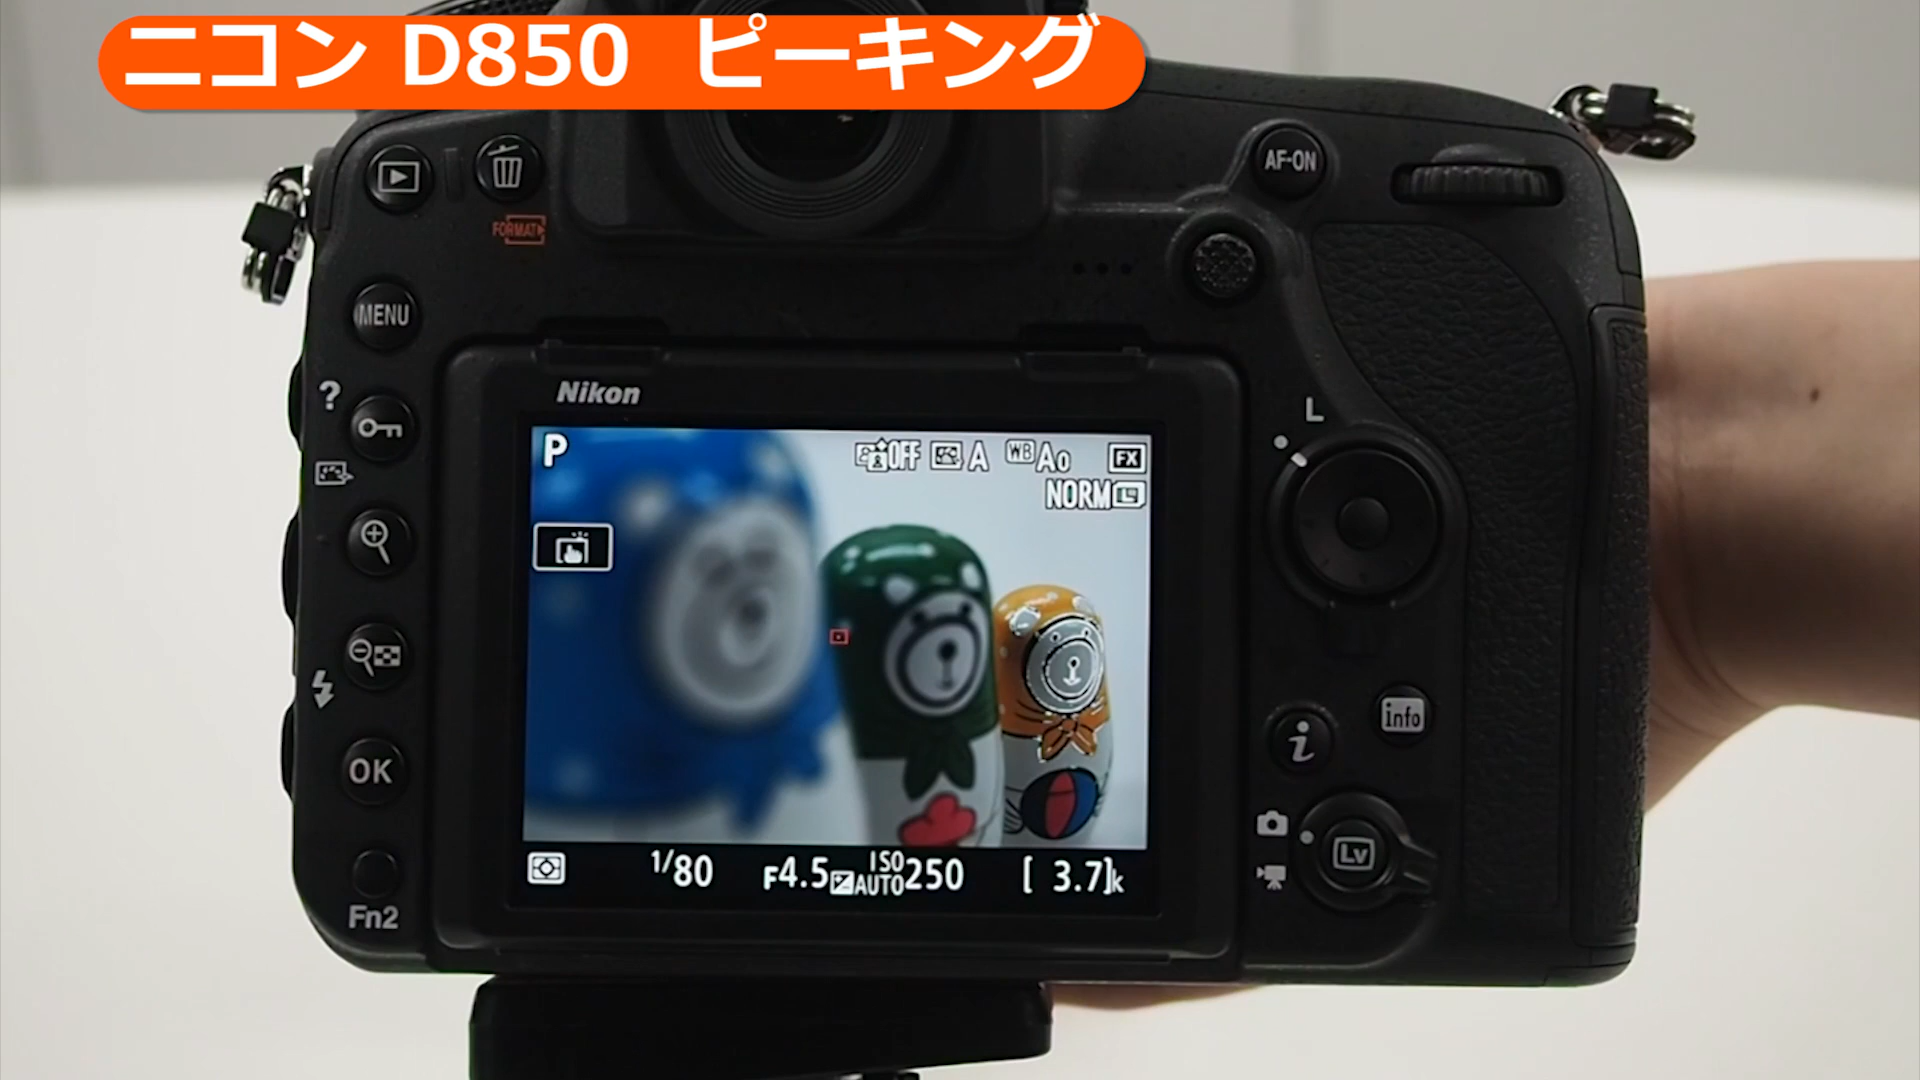 ニコン D850 ピーキング
AF-ON
FORMAT
MENU
?
Nikon
L
P
OFF A WB A0 FX
NORM L
info
i
OK
Lv
1/80 F4.5 ISO AUTO 250 [ 3.7]k
Fn2